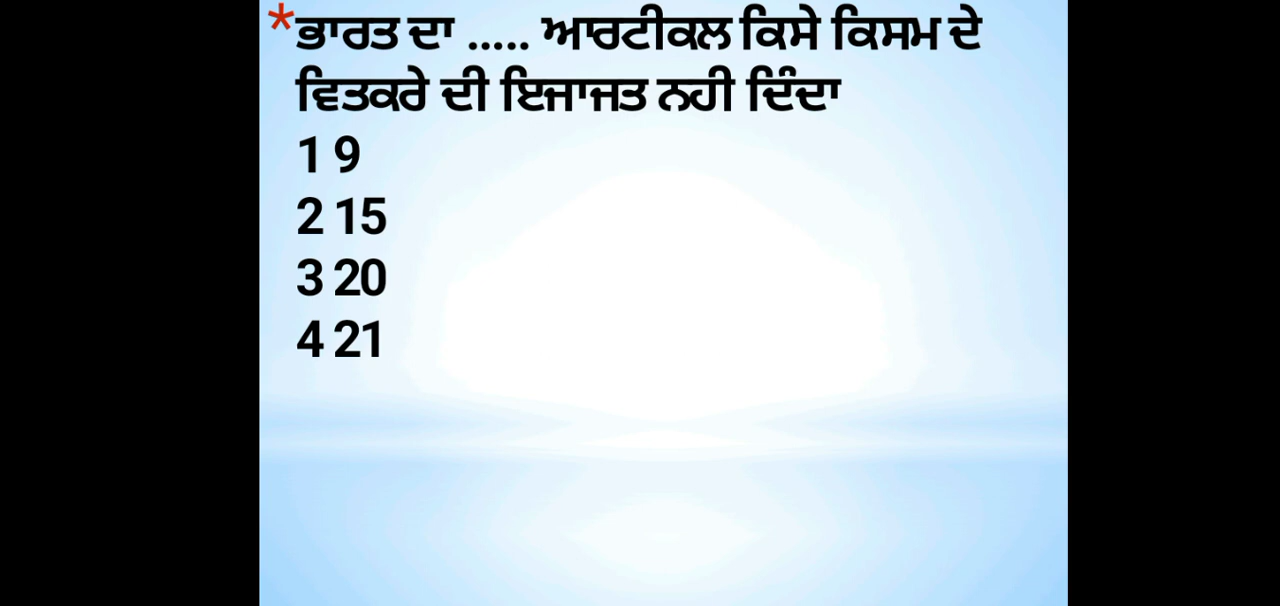 *ਭਾਰਤ ਦਾ ..... ਆਰਟੀਕਲ ਕਿਸੇ ਕਿਸਮ ਦੇ
ਵਿਤਕਰੇ ਦੀ ਇਜਾਜਤ ਨਹੀ ਦਿੰਦਾ
1 9
2 15
3 20
4 21